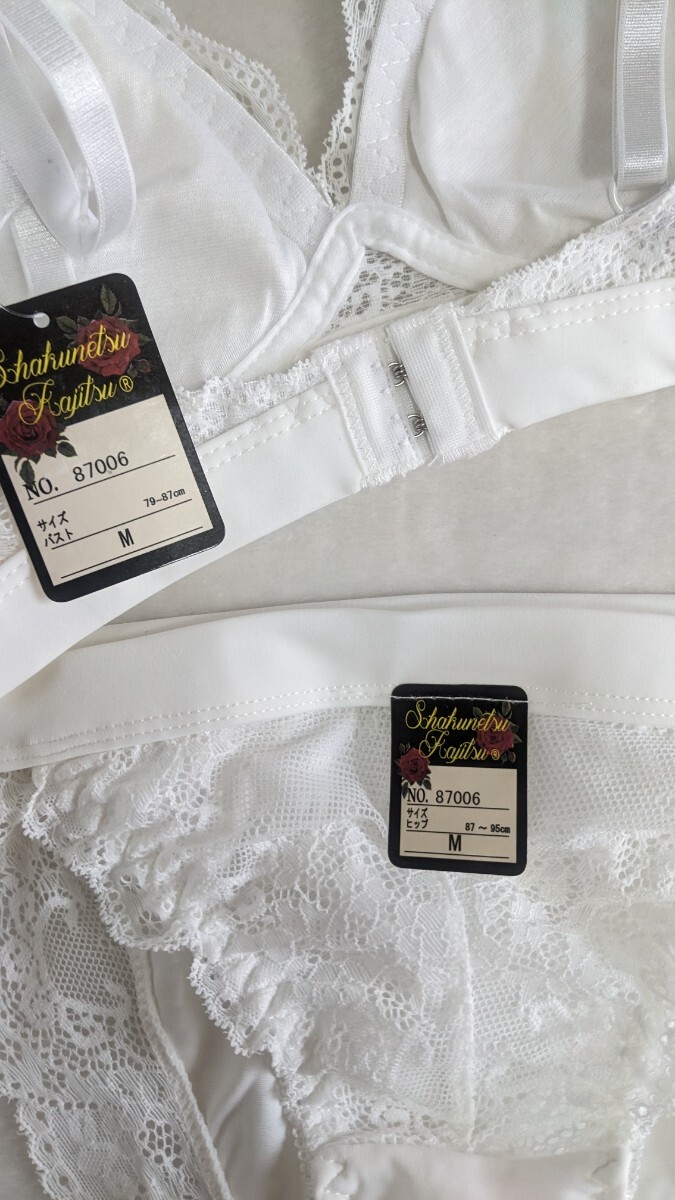 Shakunetsu
Kajitsu®
NO. 87006
サイズ
バスト 79~87cm
M
Shakunetsu
Kajitsu®
NO. 87006
サイズ
ヒップ 87 ~ 95cm
M